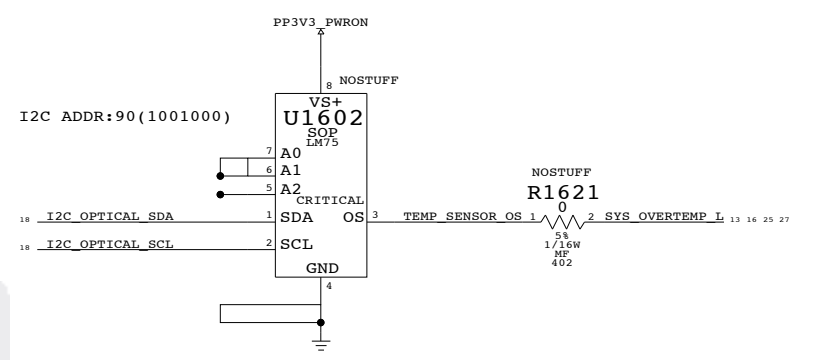 PP3V3_PWRON
8 NOSTUFF
VS+
I2C ADDR:90(1001000)
U1602
SOP
LM75
7 A0
6 A1
5 A2
CRITICAL
18 I2C_OPTICAL_SDA 1 SDA OS 3 TEMP_SENSOR_OS 1
18 I2C_OPTICAL_SCL 2 SCL
GND
4
NOSTUFF
R1621
0
2 SYS_OVERTEMP_L 13 16 25 27
5%
1/16W
MF
402